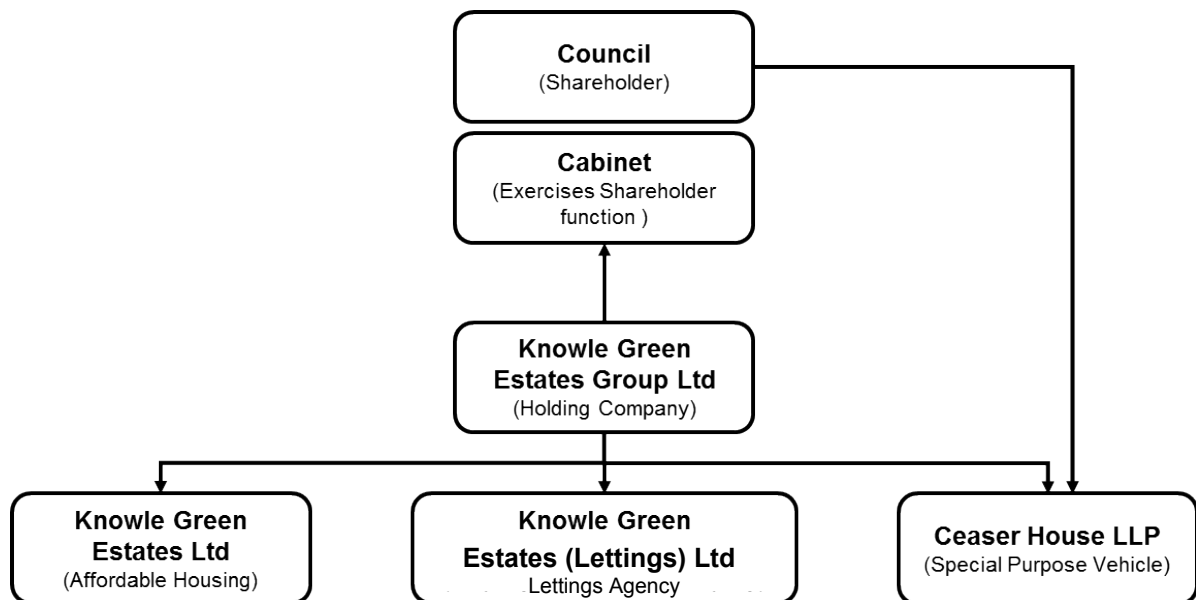 Council
(Shareholder)
Cabinet
(Exercises Shareholder
function )
Knowle Green
Estates Group Ltd
(Holding Company)
Knowle Green
Estates Ltd
(Affordable Housing)
Knowle Green
Estates (Lettings) Ltd
Lettings Agency
Ceaser House LLP
(Special Purpose Vehicle)